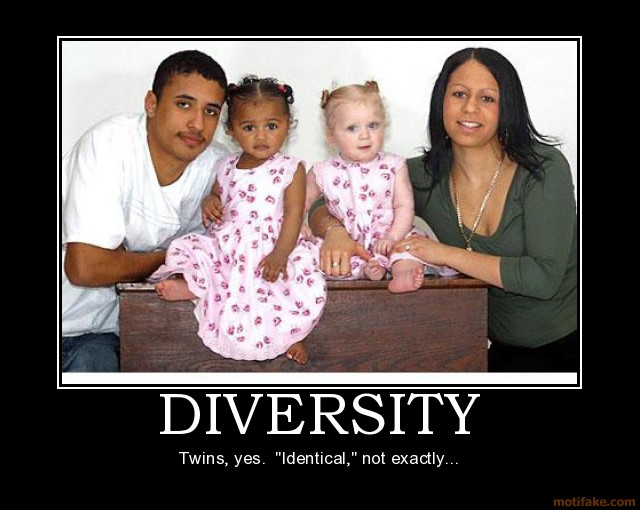 DIVERSITY
Twins, yes.  "Identical," not exactly...
motifake.com